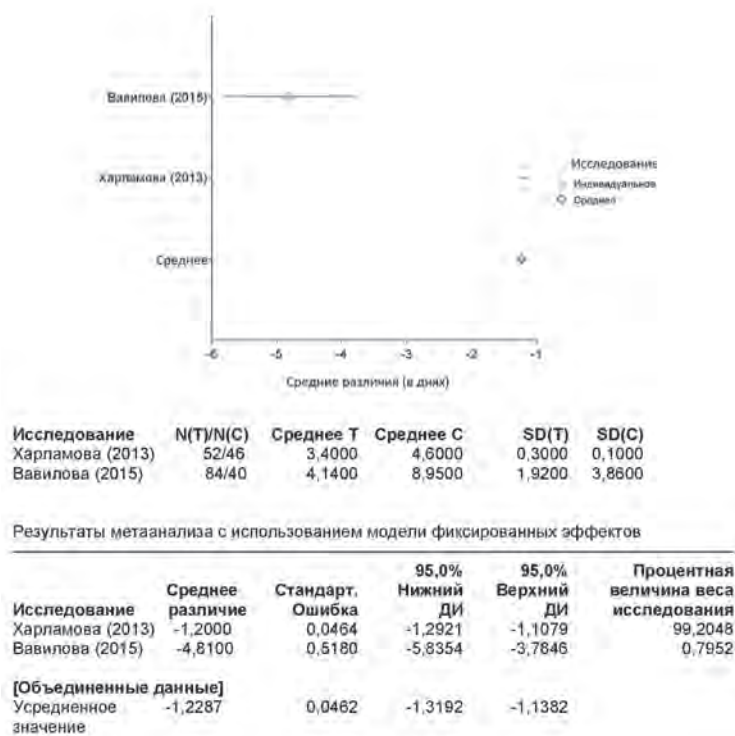 Вавилова (2015)
Харламова (2013)
Среднее
Исследование
Индивидуальное
Среднее
-6 -5 -4 -3 -2 -1
Средние различия (в днях)
Исследование N(T)/N(C) Среднее T Среднее C SD(T) SD(C)
Харламова (2013) 52/46 3,4000 4,6000 0,3000 0,1000
Вавилова (2015) 84/40 4,1400 8,9500 1,9200 3,8600
Результаты метаанализа с использованием модели фиксированных эффектов
95,0% 95,0% Процентная
Среднее Стандарт. Нижний Верхний величина веса
Исследование различие Ошибка ДИ ДИ исследования
Харламова (2013) -1,2000 0,0464 -1,2921 -1,1079 99,2048
Вавилова (2015) -4,8100 0,5180 -5,8354 -3,7846 0,7952
[Объединенные данные]
Усредненное -1,2287 0,0462 -1,3192 -1,1382
значение